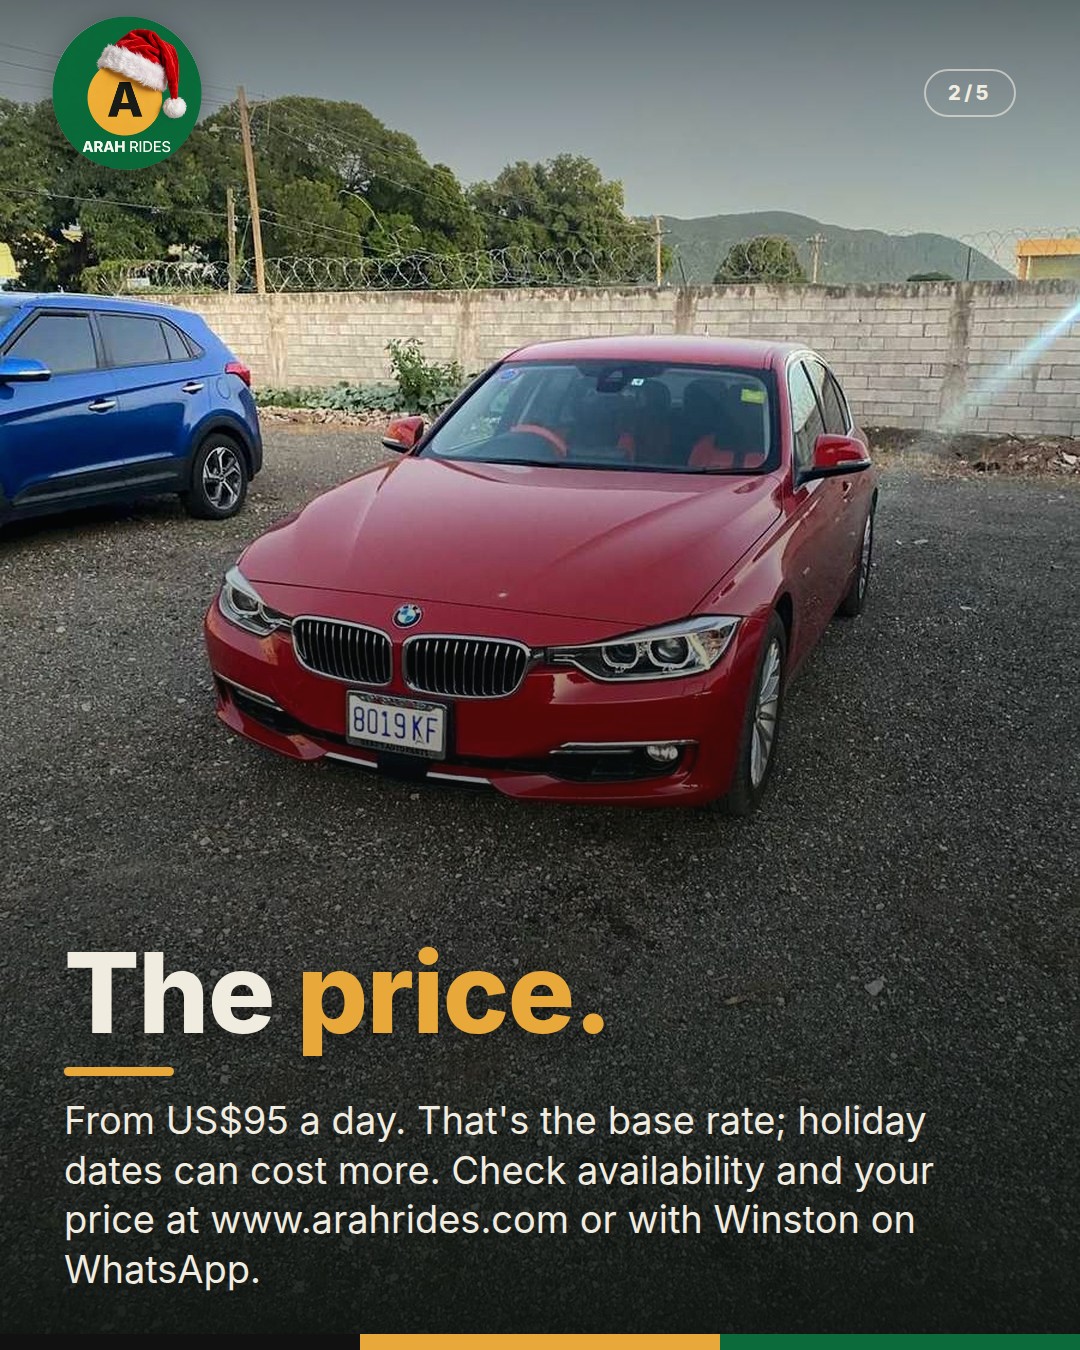 A
ARAH RIDES
2/5
8019KF
The price.
From US$95 a day. That's the base rate; holiday
dates can cost more. Check availability and your
price at www.arahrides.com or with Winston on
WhatsApp.